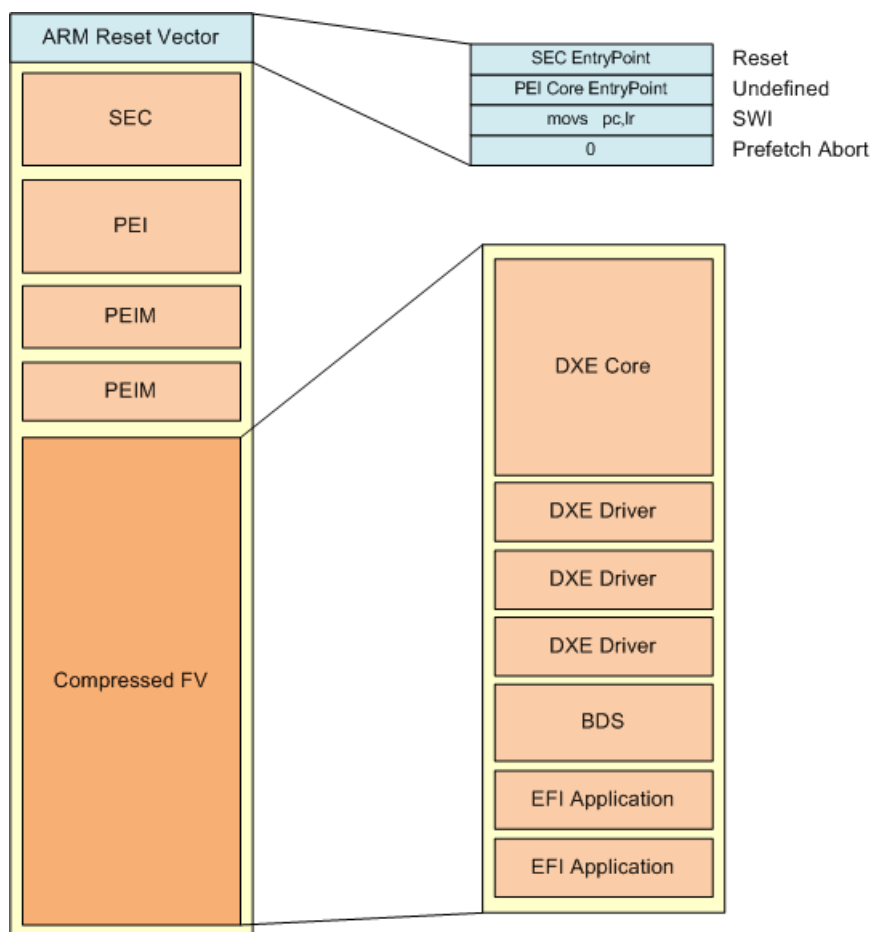 ARM Reset Vector
SEC
PEI
PEIM
PEIM
Compressed FV
SEC EntryPoint Reset
PEI Core EntryPoint Undefined
movs pc,lr SWI
0 Prefetch Abort
DXE Core
DXE Driver
DXE Driver
DXE Driver
BDS
EFI Application
EFI Application